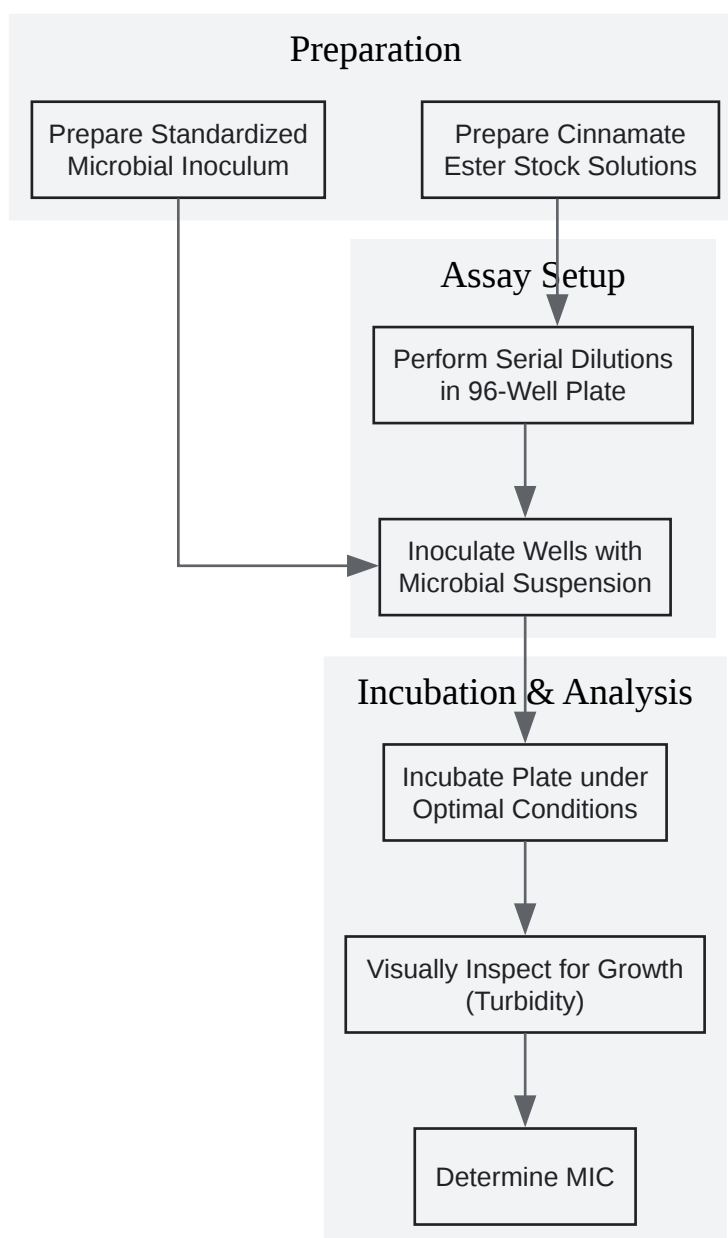 Preparation
Prepare Standardized
Microbial Inoculum
Prepare Cinnamate
Ester Stock Solutions
Assay Setup
Perform Serial Dilutions
in 96-Well Plate
Inoculate Wells with
Microbial Suspension
Incubation & Analysis
Incubate Plate under
Optimal Conditions
Visually Inspect for Growth
(Turbidity)
Determine MIC